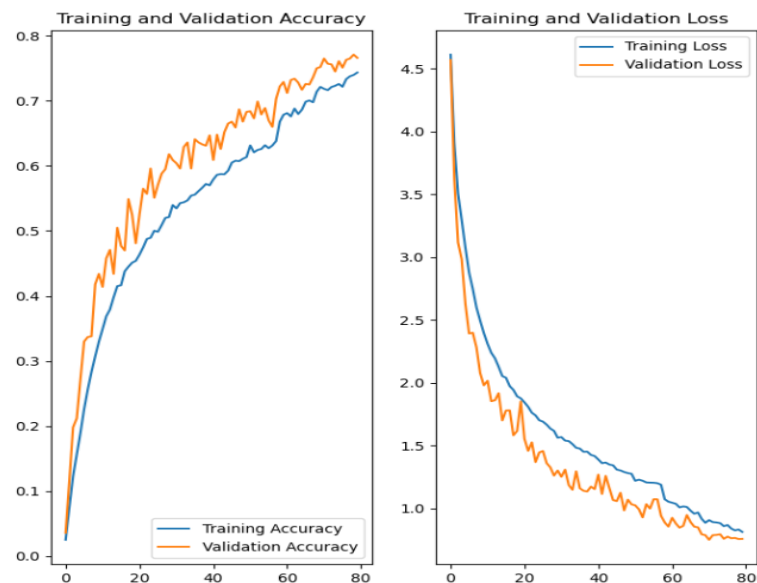 Training and Validation Accuracy
0.8
0.7
0.6
0.5
0.4
0.3
0.2
0.1
0.0
Training Accuracy
Validation Accuracy
0 20 40 60 80
Training and Validation Loss
Training Loss
Validation Loss
4.5
4.0
3.5
3.0
2.5
2.0
1.5
1.0
0 20 40 60 80